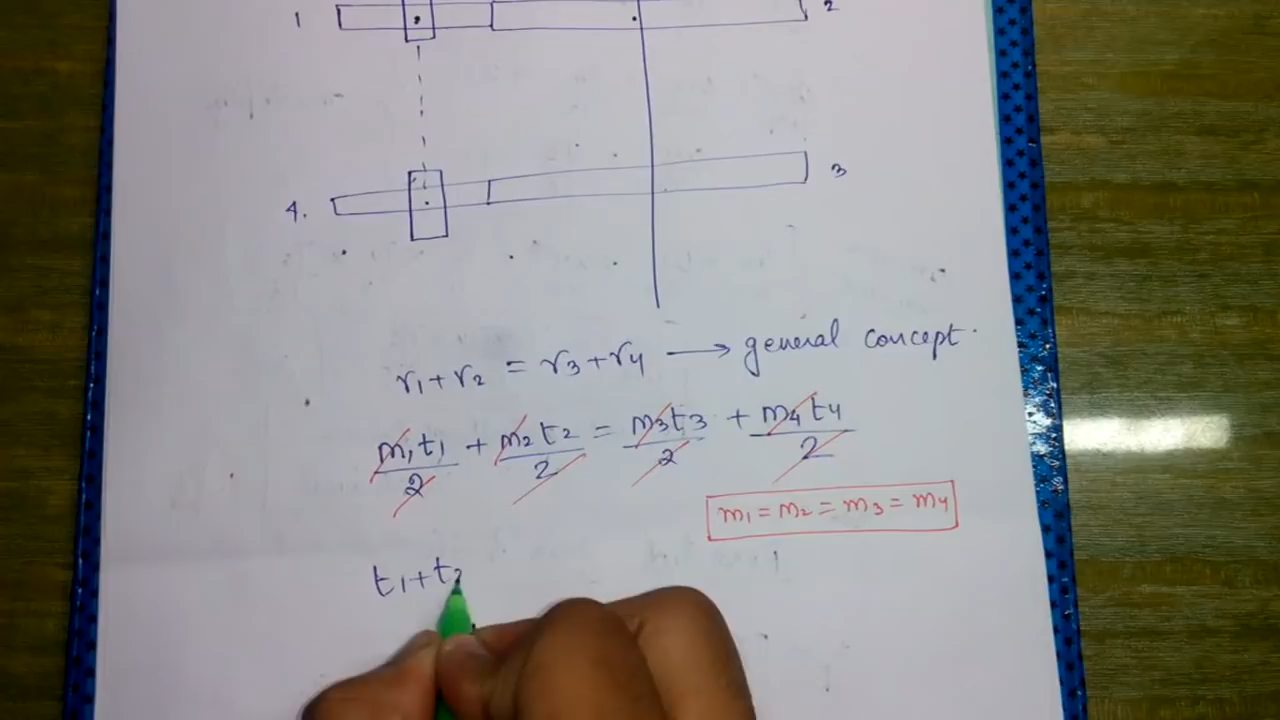 1 2
4. 3
r1+r2 = r3+r4 → general concept.
m1t1/2 + m2t2/2 = m3t3/2 + m4t4/2
m1 = m2 = m3 = m4
t1+t2